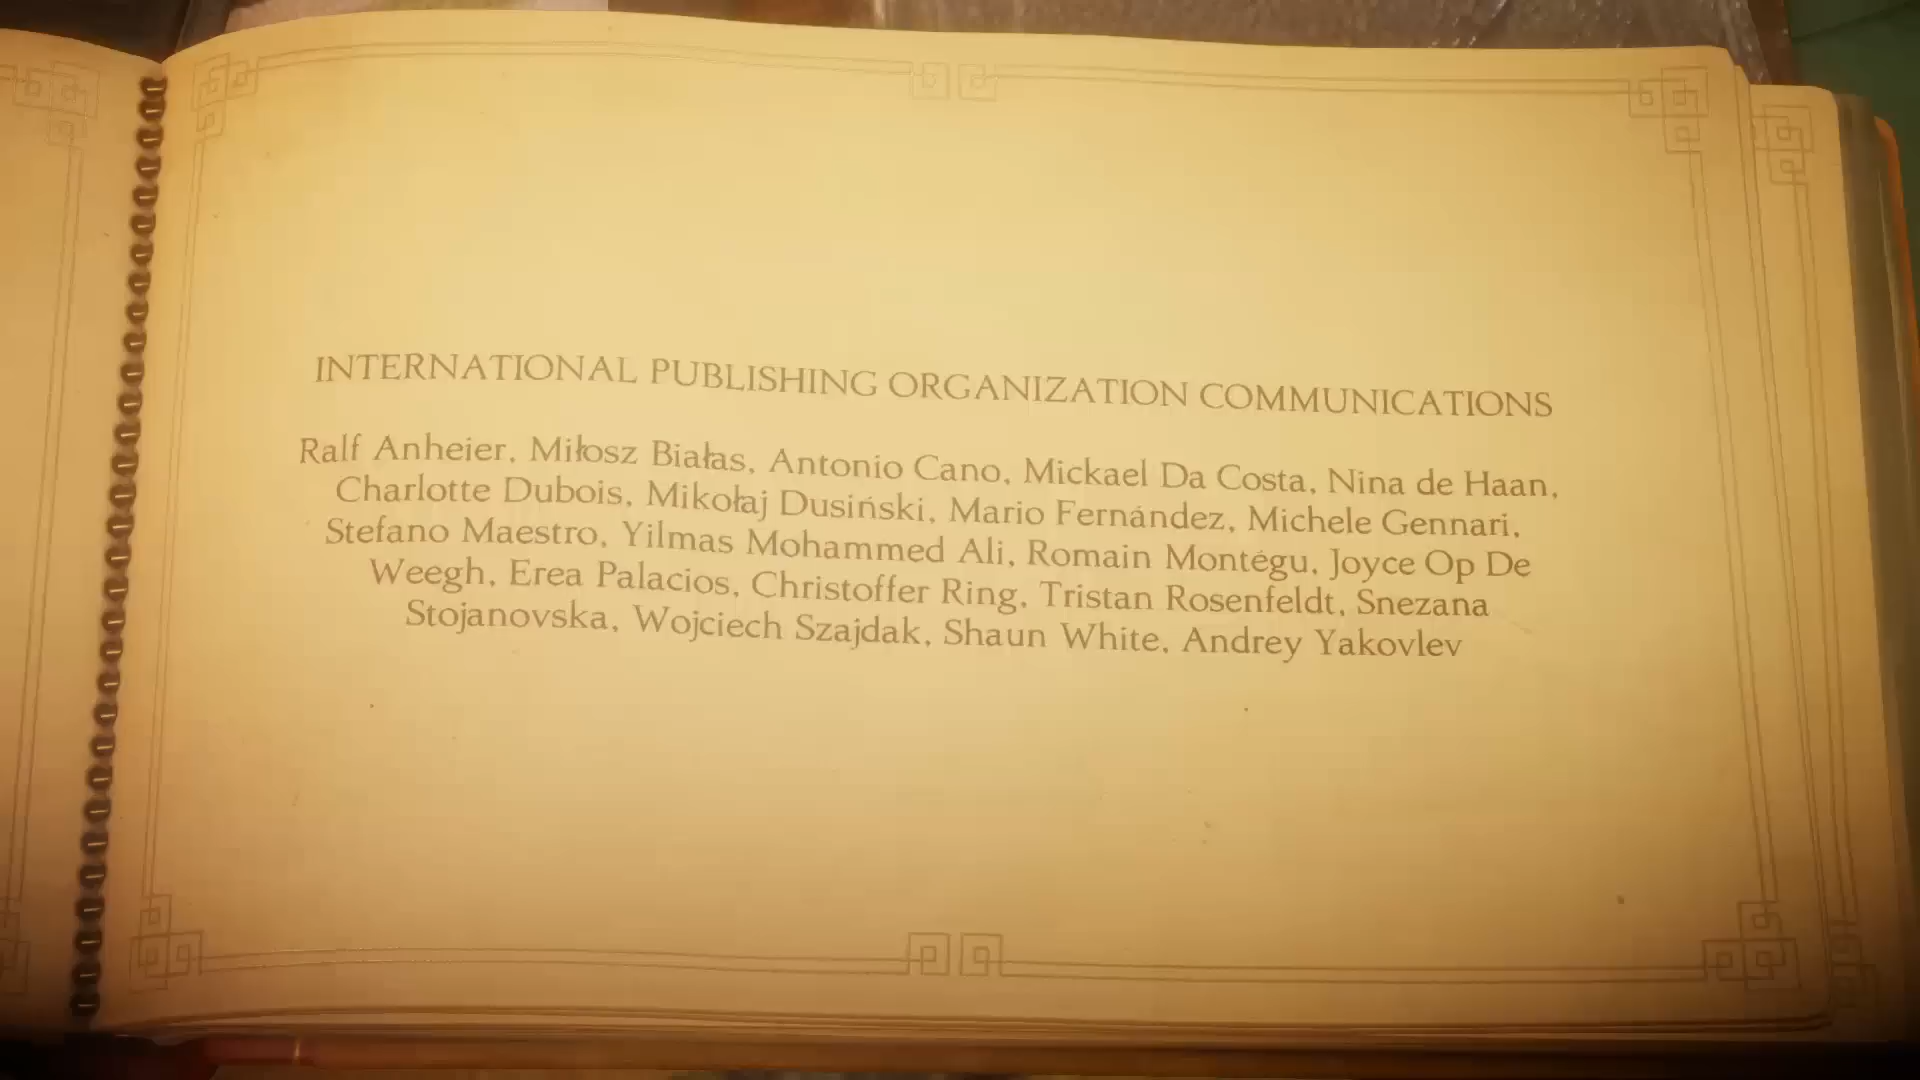 INTERNATIONAL PUBLISHING ORGANIZATION COMMUNICATIONS
Ralf Anheier, Miłosz Białas, Antonio Cano, Mickael Da Costa, Nina de Haan,
Charlotte Dubois, Mikołaj Dusiński, Mario Fernández, Michele Gennari,
Stefano Maestro, Yilmas Mohammed Ali, Romain Montégu, Joyce Op De
Weegh, Erea Palacios, Christoffer Ring, Tristan Rosenfeldt, Snezana
Stojanovska, Wojciech Szajdak, Shaun White, Andrey Yakovlev